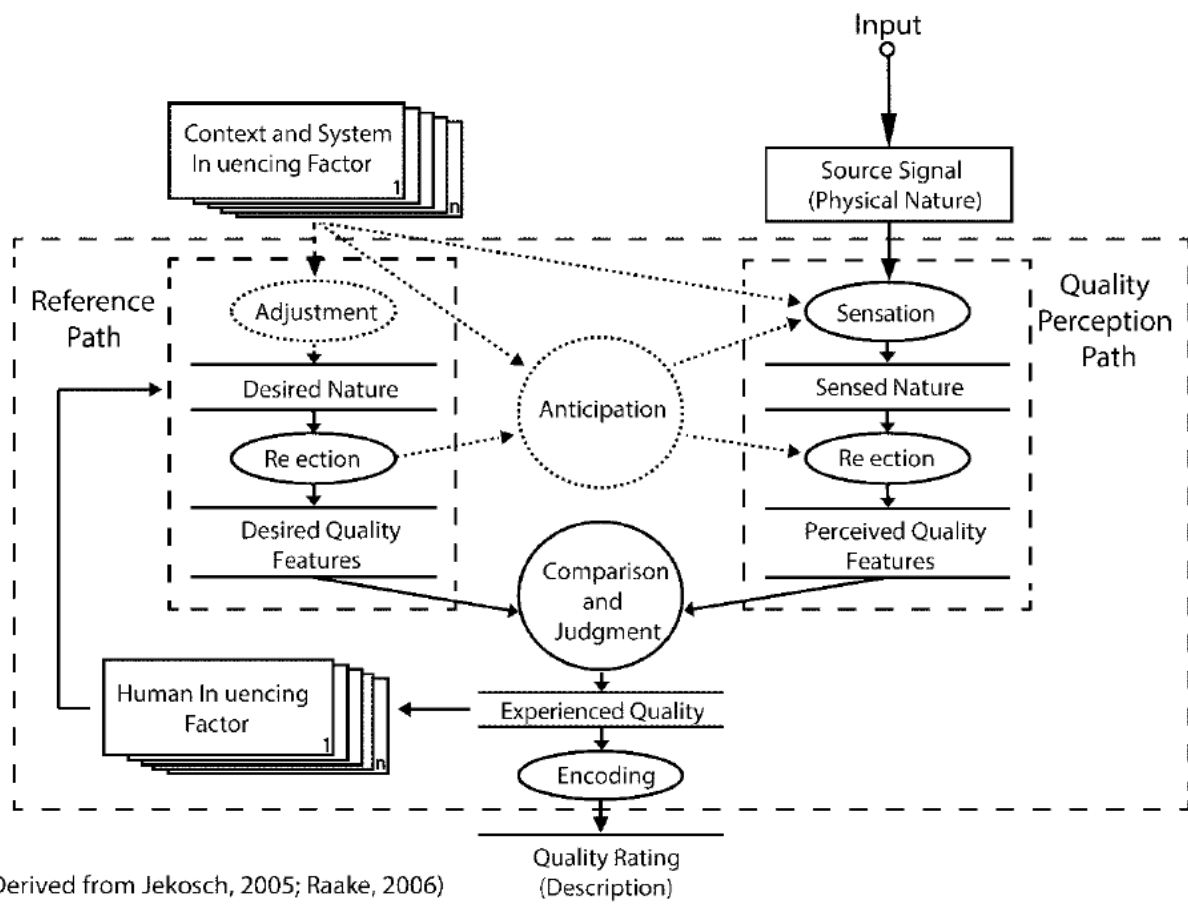 Input
Context and System
In uencing Factor
1
n
Source Signal
(Physical Nature)
Reference
Path
Adjustment
Desired Nature
Re ection
Desired Quality
Features
Anticipation
Sensation
Sensed Nature
Re ection
Perceived Quality
Features
Quality
Perception
Path
Comparison
and
Judgment
Human In uencing
Factor
1
n
Experienced Quality
Encoding
Quality Rating
(Description)
Derived from Jekosch, 2005; Raake, 2006)